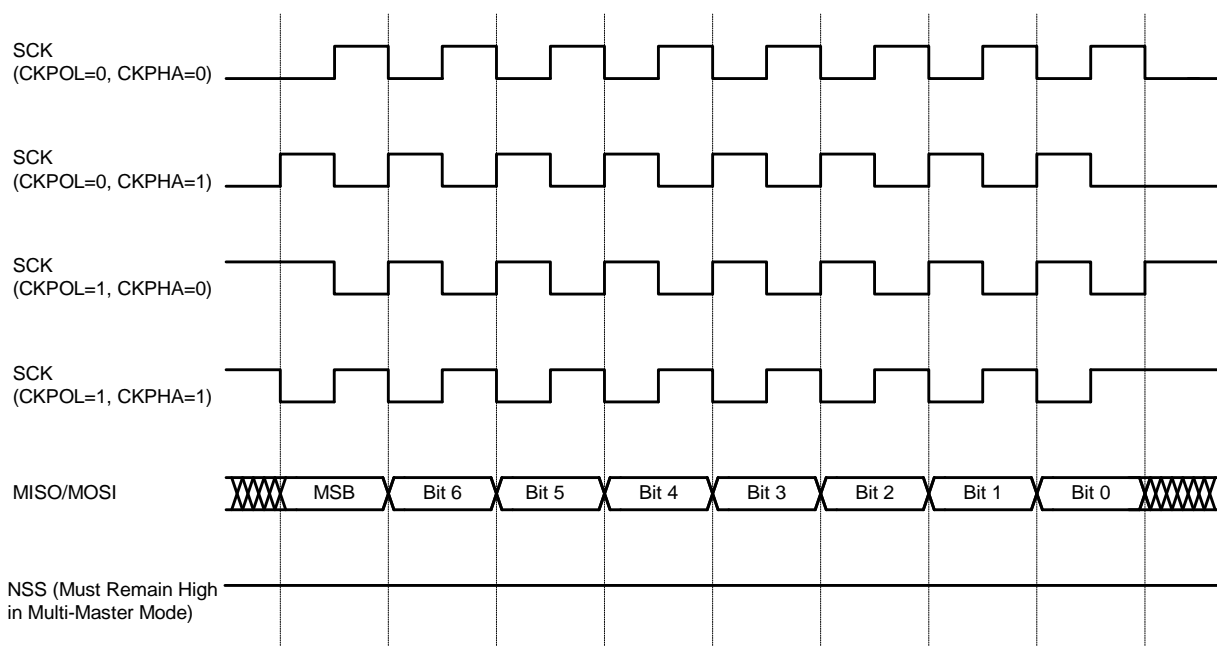 SCK
(CKPOL=0, CKPHA=0)
SCK
(CKPOL=0, CKPHA=1)
SCK
(CKPOL=1, CKPHA=0)
SCK
(CKPOL=1, CKPHA=1)
MISO/MOSI MSB Bit 6 Bit 5 Bit 4 Bit 3 Bit 2 Bit 1 Bit 0
NSS (Must Remain High
in Multi-Master Mode)